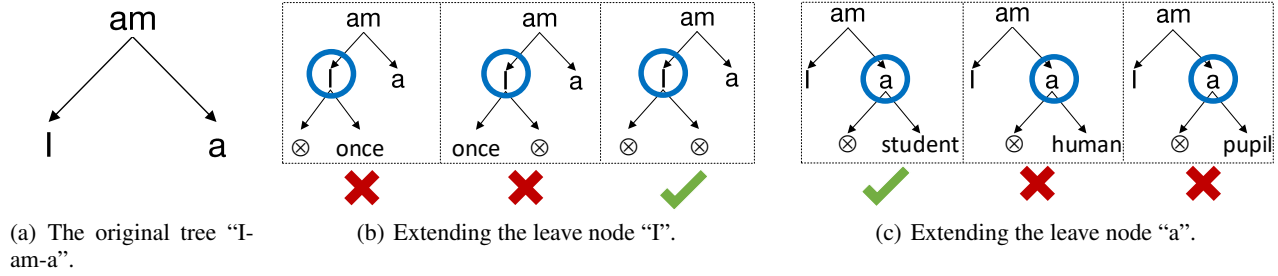 am
I a
am
I a
⊗ once
am
I a
once ⊗
am
I a
⊗ ⊗
am
I a
⊗ student
am
I a
⊗ human
am
I a
⊗ pupil
(a) The original tree “I-
am-a”.
(b) Extending the leave node “I”.
(c) Extending the leave node “a”.